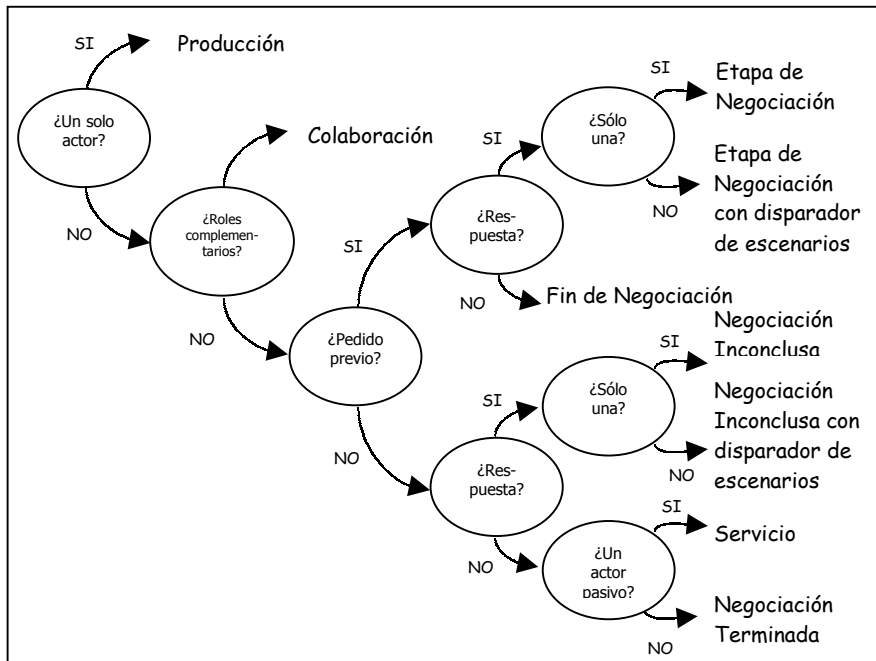 SI
Producción
¿Un solo
actor?
NO
Colaboración
¿Roles
complemen-
tarios?
NO
SI
¿Pedido
previo?
NO
SI
¿Res-
puesta?
NO
Fin de Negociación
¿Sólo
una?
SI
Etapa de
Negociación
NO
Etapa de
Negociación
con disparador
de escenarios
SI
¿Res-
puesta?
NO
¿Sólo
una?
SI
Negociación
Inconclusa
NO
Negociación
Inconclusa con
disparador de
escenarios
¿Un
actor
pasivo?
SI
Servicio
NO
Negociación
Terminada